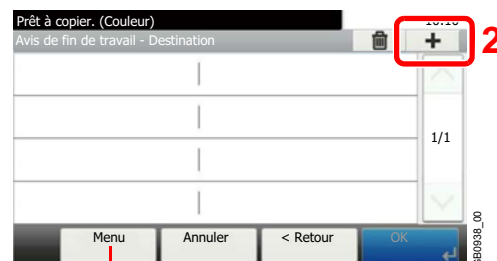 Prêt à copier. (Couleur)
10:10
Avis de fin de travail - Destination
2
1/1
Menu
Annuler
< Retour
OK
GB0938_00